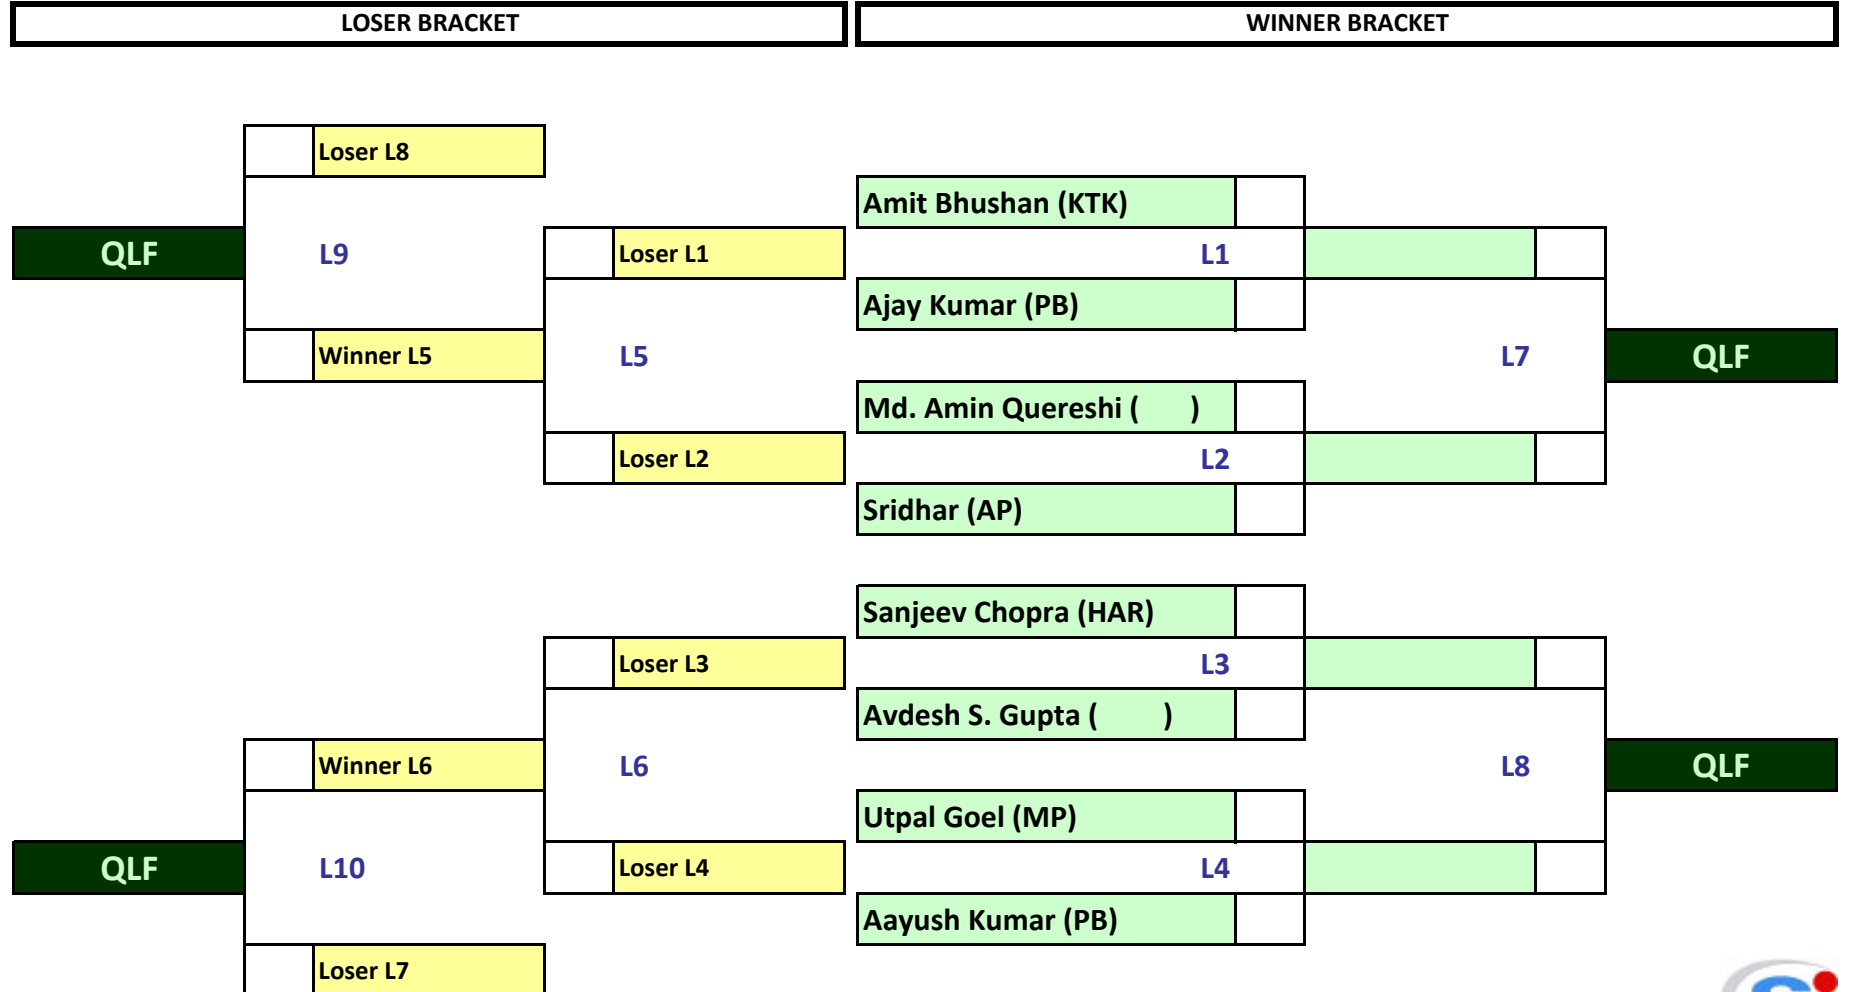 LOSER BRACKET
WINNER BRACKET
Loser L8
Amit Bhushan (KTK)
QLF
L9
Loser L1
L1
Ajay Kumar (PB)
Winner L5
L5
L7
QLF
Md. Amin Quereshi ( )
Loser L2
L2
Sridhar (AP)
Sanjeev Chopra (HAR)
Loser L3
L3
Avdesh S. Gupta ( )
Winner L6
L6
L8
QLF
Utpal Goel (MP)
QLF
L10
Loser L4
L4
Aayush Kumar (PB)
Loser L7